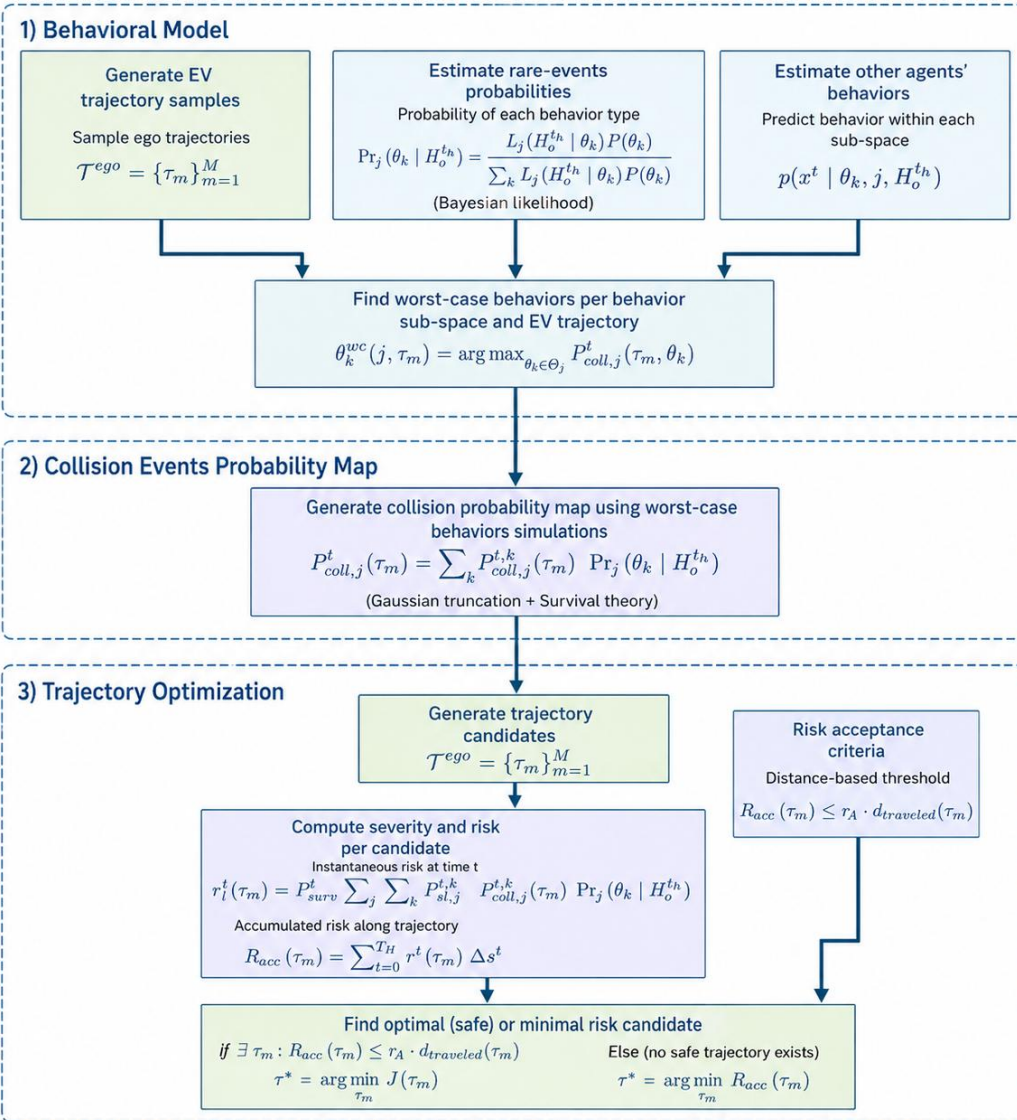 1) Behavioral Model
Generate EV
trajectory samples
Sample ego trajectories
𝒯^{ego} = {τ_m}_{m=1}^{M}
Estimate rare-events
probabilities
Probability of each behavior type
Pr_j (θ_k | H_o^{t_h}) = L_j(H_o^{t_h} | θ_k) P(θ_k) / ∑_k L_j(H_o^{t_h} | θ_k) P(θ_k)
(Bayesian likelihood)
Estimate other agents'
behaviors
Predict behavior within each
sub-space
p(x^t | θ_k, j, H_o^{t_h})
Find worst-case behaviors per behavior
sub-space and EV trajectory
θ_k^{wc}(j, τ_m) = arg max_{θ_k∈Θ_j} P_{coll,j}^t(τ_m, θ_k)
2) Collision Events Probability Map
Generate collision probability map using worst-case
behaviors simulations
P_{coll,j}^t(τ_m) = ∑_k P_{coll,j}^{t,k}(τ_m) Pr_j (θ_k | H_o^{t_h})
(Gaussian truncation + Survival theory)
3) Trajectory Optimization
Generate trajectory
candidates
𝒯^{ego} = {τ_m}_{m=1}^{M}
Risk acceptance
criteria
Distance-based threshold
R_{acc} (τ_m) ≤ r_A · d_{traveled}(τ_m)
Compute severity and risk
per candidate
Instantaneous risk at time t
r_l^t(τ_m) = P_{surv}^t ∑_j ∑_k P_{sl,j}^{t,k} P_{coll,j}^{t,k}(τ_m) Pr_j (θ_k | H_o^{t_h})
Accumulated risk along trajectory
R_{acc} (τ_m) = ∑_{t=0}^{T_H} r^t (τ_m) Δs^t
Find optimal (safe) or minimal risk candidate
if ∃ τ_m : R_{acc} (τ_m) ≤ r_A · d_{traveled}(τ_m)
τ* = arg min_{τ_m} J(τ_m)
Else (no safe trajectory exists)
τ* = arg min_{τ_m} R_{acc} (τ_m)